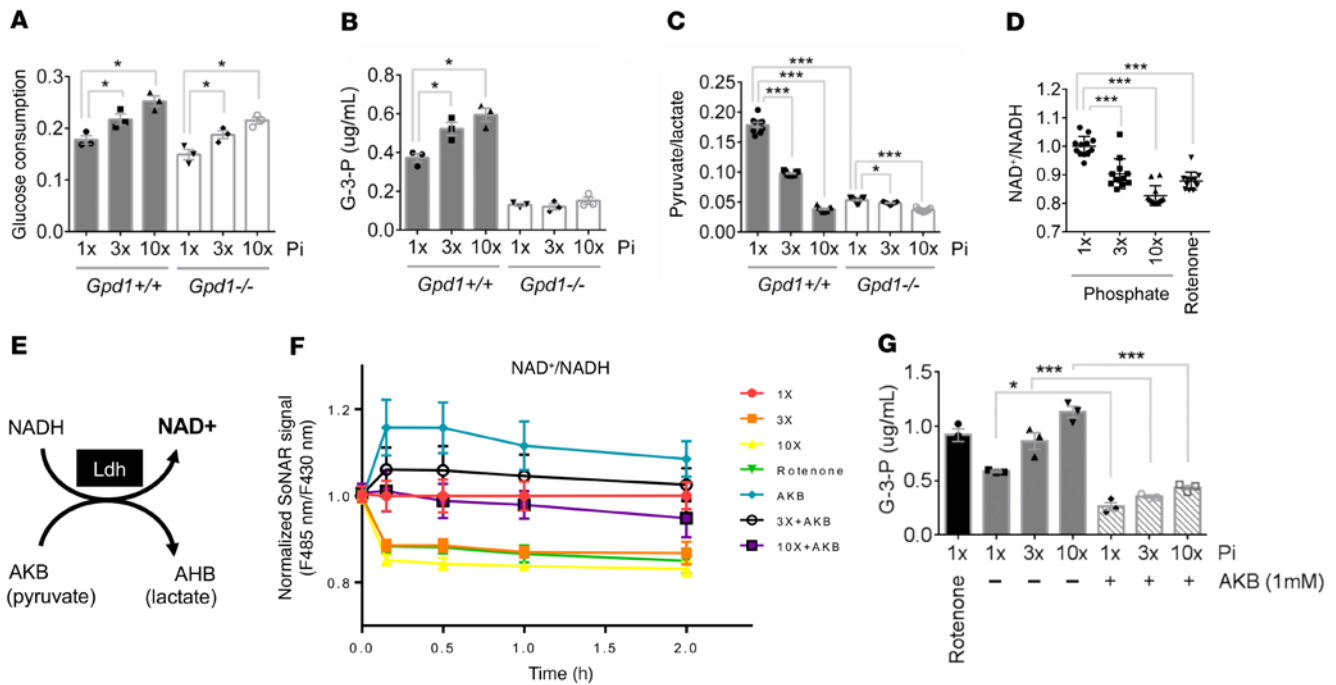 A
Glucose consumption
0.3
0.2
0.1
0.0
* * * *
1x 3x 10x 1x 3x 10x Pi
Gpd1+/+ Gpd1-/-
B
G-3-P (ug/mL)
0.8
0.6
0.4
0.2
0.0
* *
1x 3x 10x 1x 3x 10x Pi
Gpd1+/+ Gpd1-/-
C
Pyruvate/lactate
0.25
0.20
0.15
0.10
0.05
0.00
***
***
***
***
*
1x 3x 10x 1x 3x 10x Pi
Gpd1+/+ Gpd1-/-
D
NAD⁺/NADH
1.2
1.1
1.0
0.9
0.8
0.7
***
***
***
1x 3x 10x Rotenone
Phosphate
E
NADH NAD+
Ldh
AKB AHB
(pyruvate) (lactate)
F
NAD⁺/NADH
Normalized SoNAR signal
(F485 nm/F430 nm)
1.2
1.0
0.8
0.0 0.5 1.0 1.5 2.0
Time (h)
1X
3X
10X
Rotenone
AKB
3X+AKB
10X+AKB
G
G-3-P (ug/mL)
1.5
1.0
0.5
0.0
* *** ***
1x 1x 3x 10x 1x 3x 10x Pi
Rotenone − − − + + + AKB (1mM)